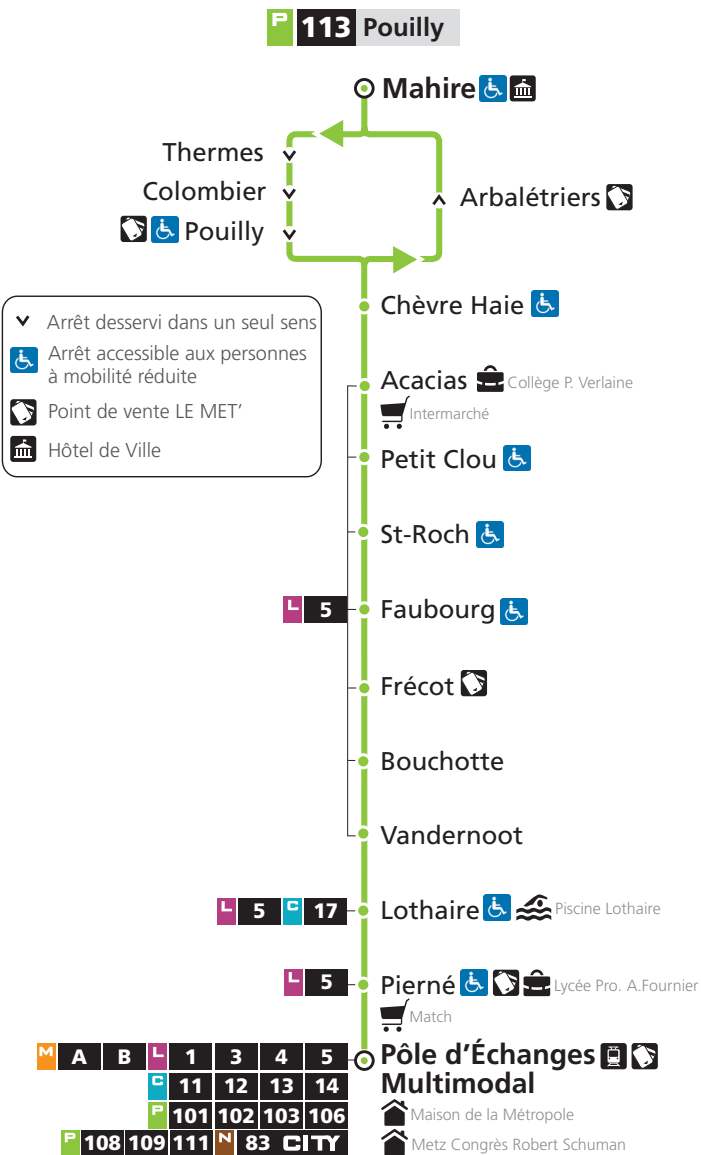 P 113 Pouilly
Mahire
Thermes
Colombier
Pouilly
Arbalétriers
Chèvre Haie
Arrêt desservi dans un seul sens
Arrêt accessible aux personnes
à mobilité réduite
Point de vente LE MET’
Hôtel de Ville
Acacias Collège P. Verlaine
Intermarché
Petit Clou
St-Roch
L 5 Faubourg
Frécot
Bouchotte
Vandernoot
L 5 C 17 Lothaire Piscine Lothaire
L 5 Pierné Lycée Pro. A.Fournier
Match
M A B L 1 3 4 5 Pôle d’Échanges
C 11 12 13 14 Multimodal
P 101 102 103 106 Maison de la Métropole
P 108 109 111 N 83 CITY Metz Congrès Robert Schuman